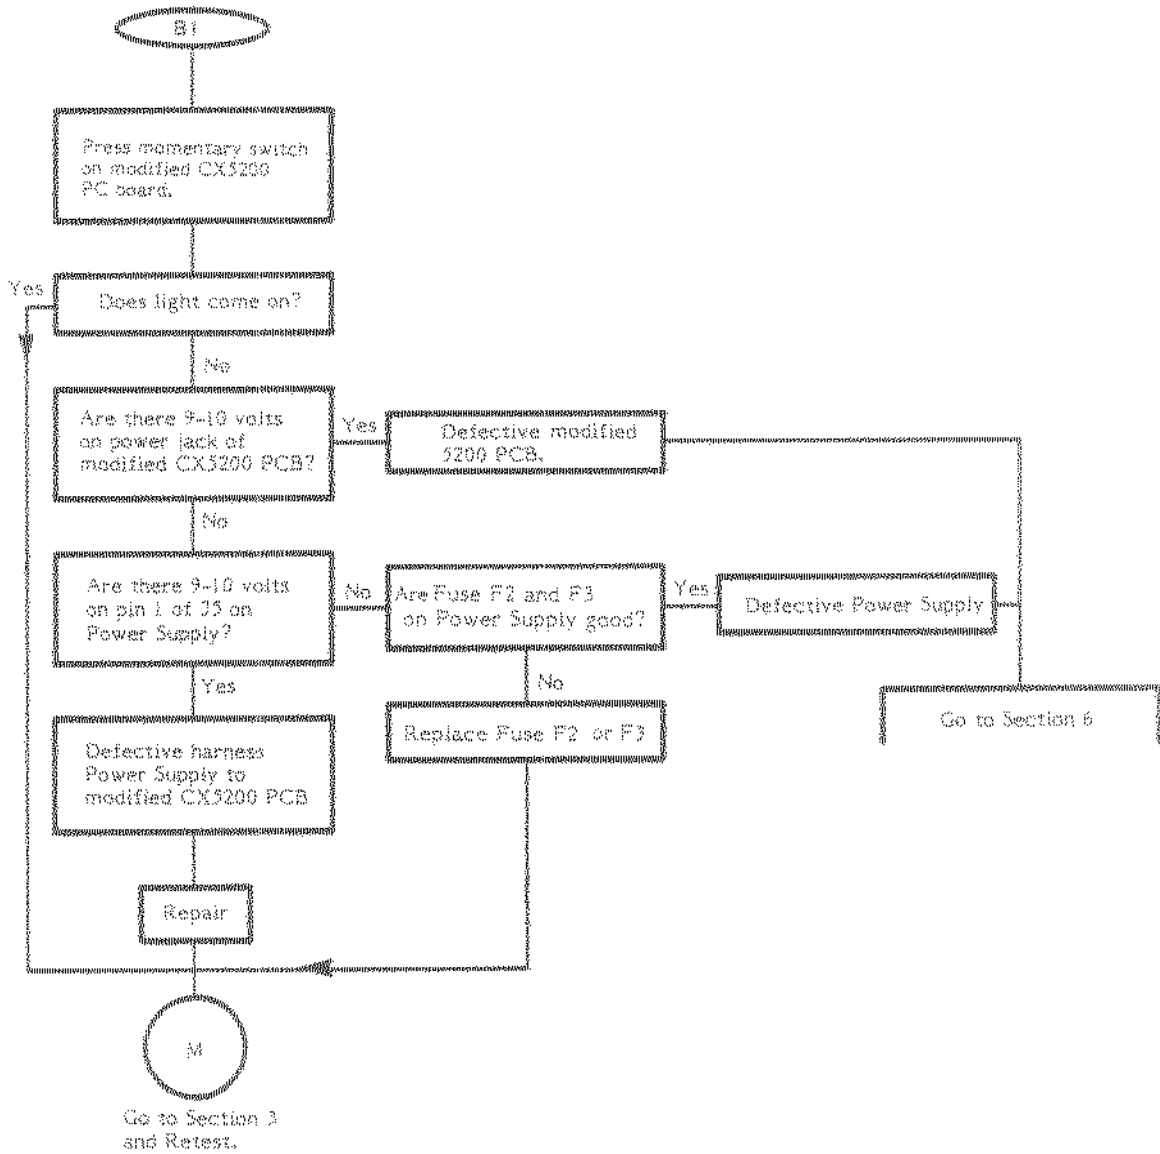 B1
Press momentary switch
on modified CX5200
PC board.
Yes
Does light come on?
No
Are there 9-10 volts
on power jack of
modified CX5200 PCB?
Yes
Defective modified
5200 PCB.
No
Are there 9-10 volts
on pin 1 of 35 on
Power Supply?
No
Are Fuse F2 and F3
on Power Supply good?
Yes
Defective Power Supply
Yes
No
Go to Section 6
Defective harness
Power Supply to
modified CX5200 PCB
Replace Fuse F2 or F3
Repair
M
Go to Section 3
and Retest.